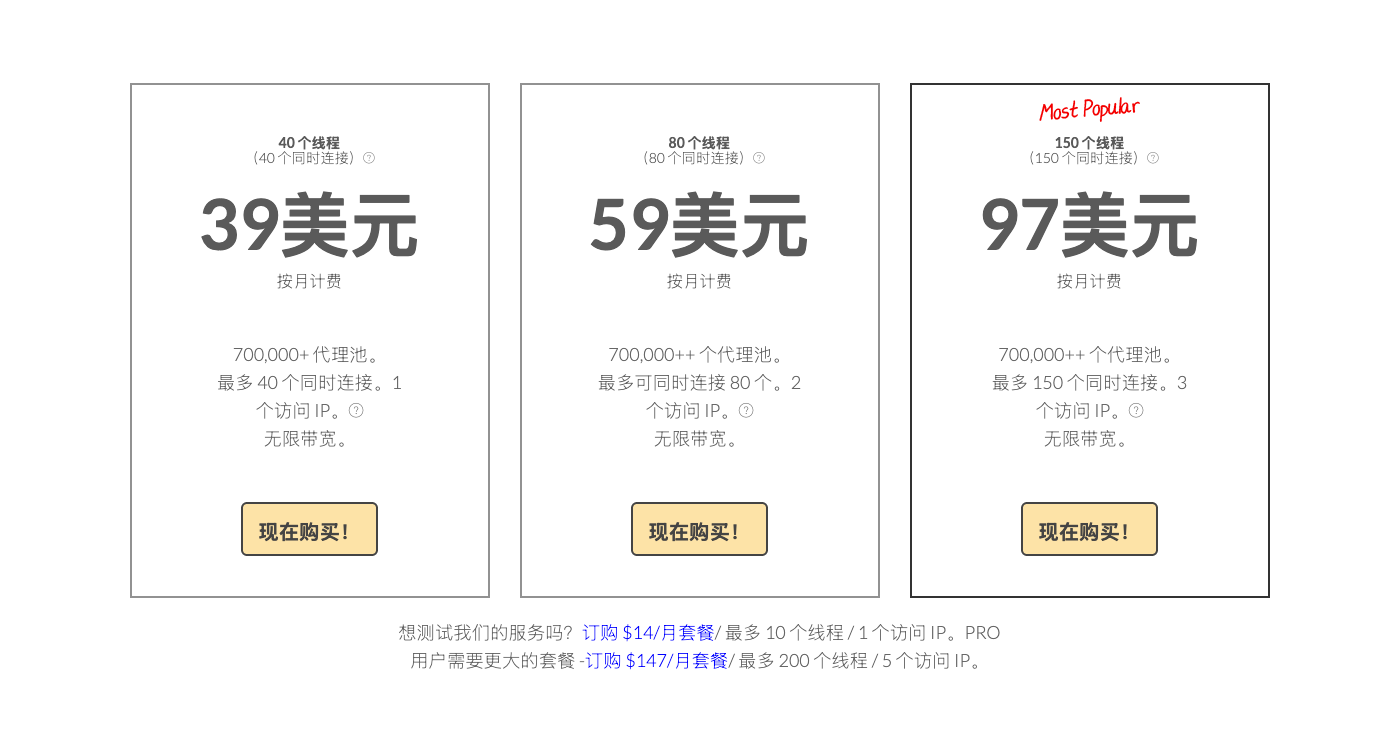 40 个线程
（40 个同时连接）
39美元
按月计费
700,000+ 代理池。
最多 40 个同时连接。1
个访问 IP。
无限带宽。
现在购买！
80 个线程
（80 个同时连接）
59美元
按月计费
700,000++ 个代理池。
最多可同时连接 80 个。2
个访问 IP。
无限带宽。
现在购买！
Most Popular
150 个线程
（150 个同时连接）
97美元
按月计费
700,000++ 个代理池。
最多 150 个同时连接。3
个访问 IP。
无限带宽。
现在购买！
想测试我们的服务吗？订购 $14/月套餐/ 最多 10 个线程 / 1 个访问 IP。PRO
用户需要更大的套餐 -订购 $147/月套餐/ 最多 200 个线程 / 5 个访问 IP。